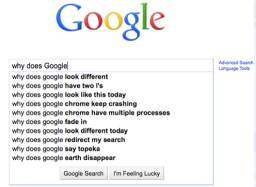 Google
why does Google
Advanced Search
Language Tools
why does google look different
why does google have two l's
why does google look like this today
why does google chrome keep crashing
why does google chrome have multiple processes
why does google fade in
why does google look different today
why does google redirect my search
why does google say topeka
why does google earth disappear
Google Search
I'm Feeling Lucky